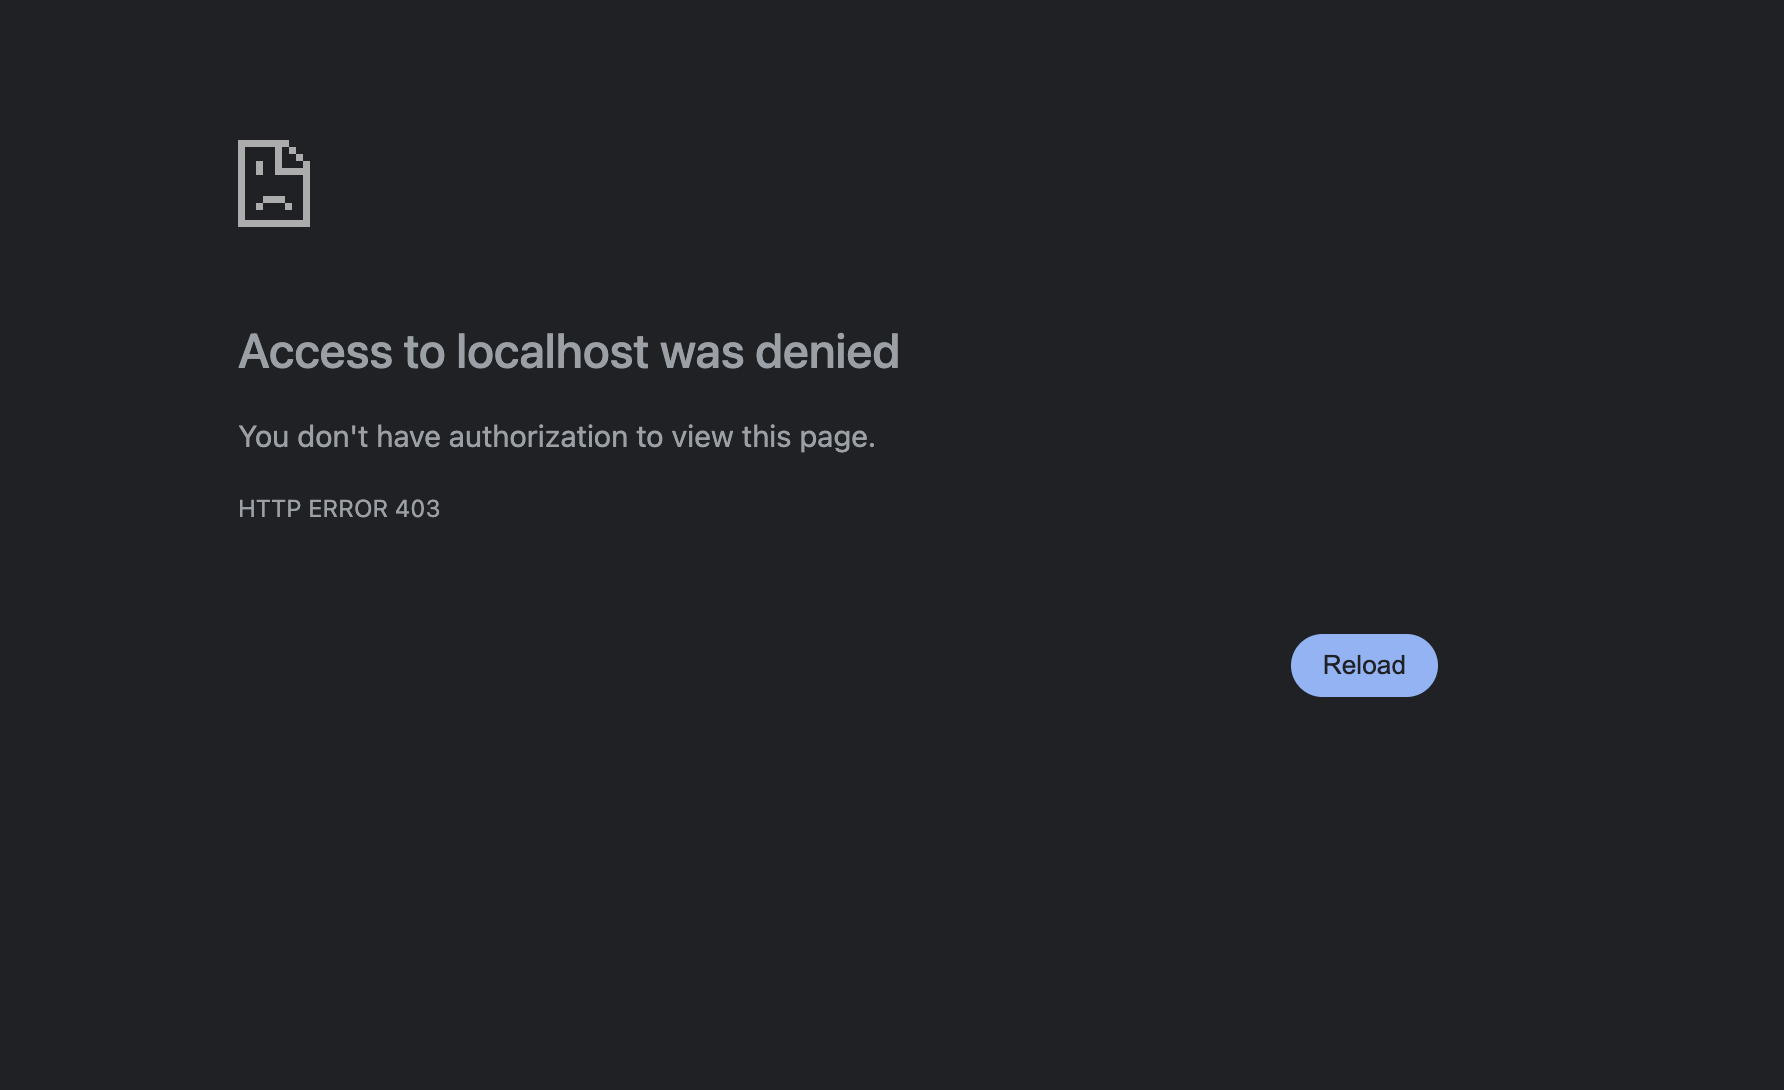 Access to localhost was denied
You don't have authorization to view this page.
HTTP ERROR 403
Reload